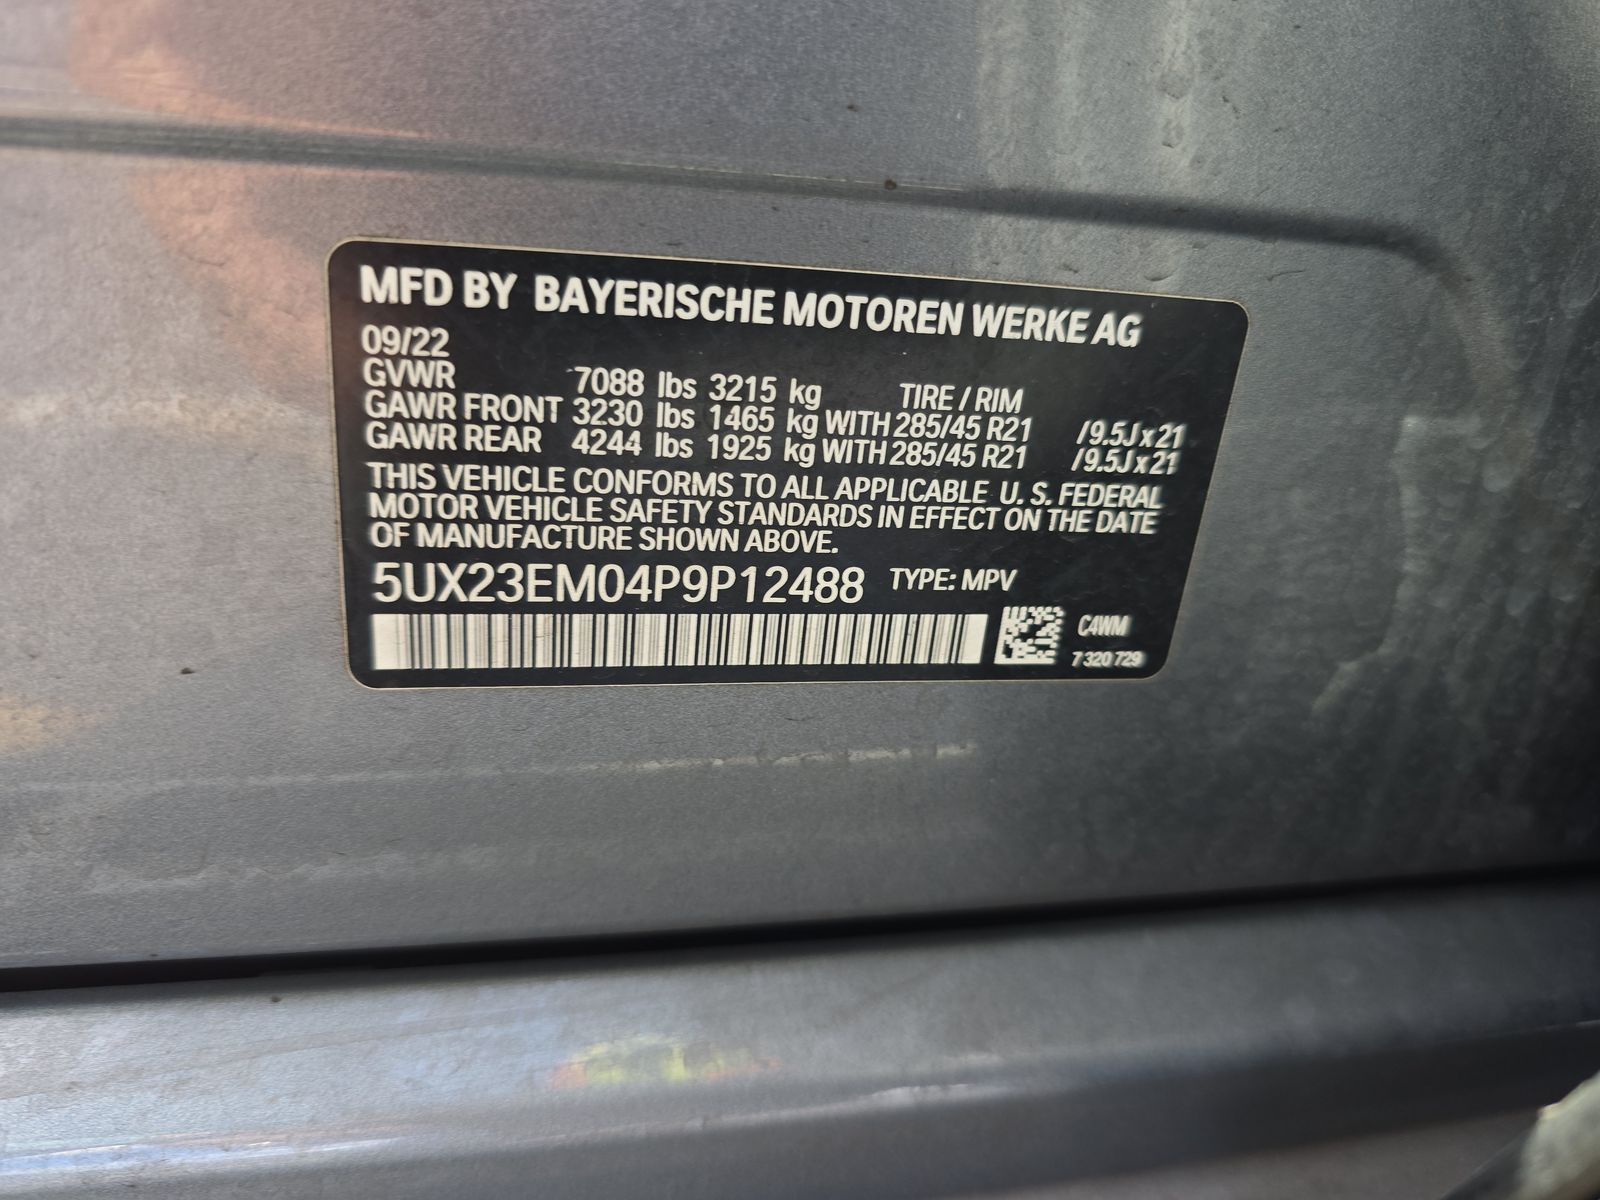 MFD BY BAYERISCHE MOTOREN WERKE AG
09/22
GVWR 7088 lbs 3215 kg TIRE / RIM
GAWR FRONT 3230 lbs 1465 kg WITH 285/45 R21 /9.5J x 21
GAWR REAR 4244 lbs 1925 kg WITH 285/45 R21 /9.5J x 21
THIS VEHICLE CONFORMS TO ALL APPLICABLE U. S. FEDERAL
MOTOR VEHICLE SAFETY STANDARDS IN EFFECT ON THE DATE
OF MANUFACTURE SHOWN ABOVE.
5UX23EM04P9P12488 TYPE: MPV
C4WM
7 320 729